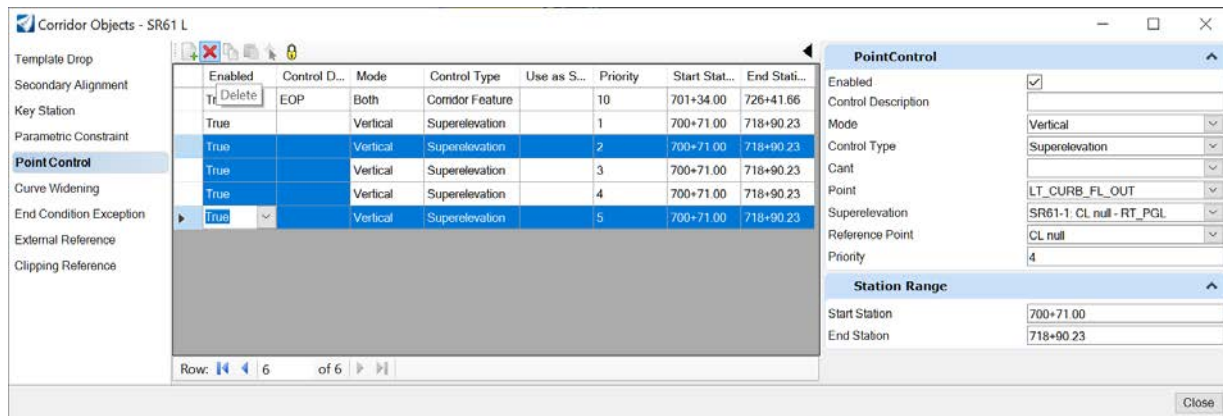 Corridor Objects - SR61 L
Template Drop
Secondary Alignment
Key Station
Parametric Constraint
Point Control
Curve Widening
End Condition Exception
External Reference
Clipping Reference
Enabled Control D... Mode Control Type Use as S... Priority Start Stat... End Stati...
Delete
EOP Both Corridor Feature 10 701+34.00 726+41.66
True Vertical Superelevation 1 700+71.00 718+90.23
True Vertical Superelevation 2 700+71.00 718+90.23
True Vertical Superelevation 3 700+71.00 718+90.23
True Vertical Superelevation 4 700+71.00 718+90.23
True Vertical Superelevation 5 700+71.00 718+90.23
Row: 6 of 6
PointControl
Enabled
Control Description
Mode Vertical
Control Type Superelevation
Cant
Point LT_CURB_FL_OUT
Superelevation SR61-1: CL null - RT_PGL
Reference Point CL null
Priority 4
Station Range
Start Station 700+71.00
End Station 718+90.23
Close